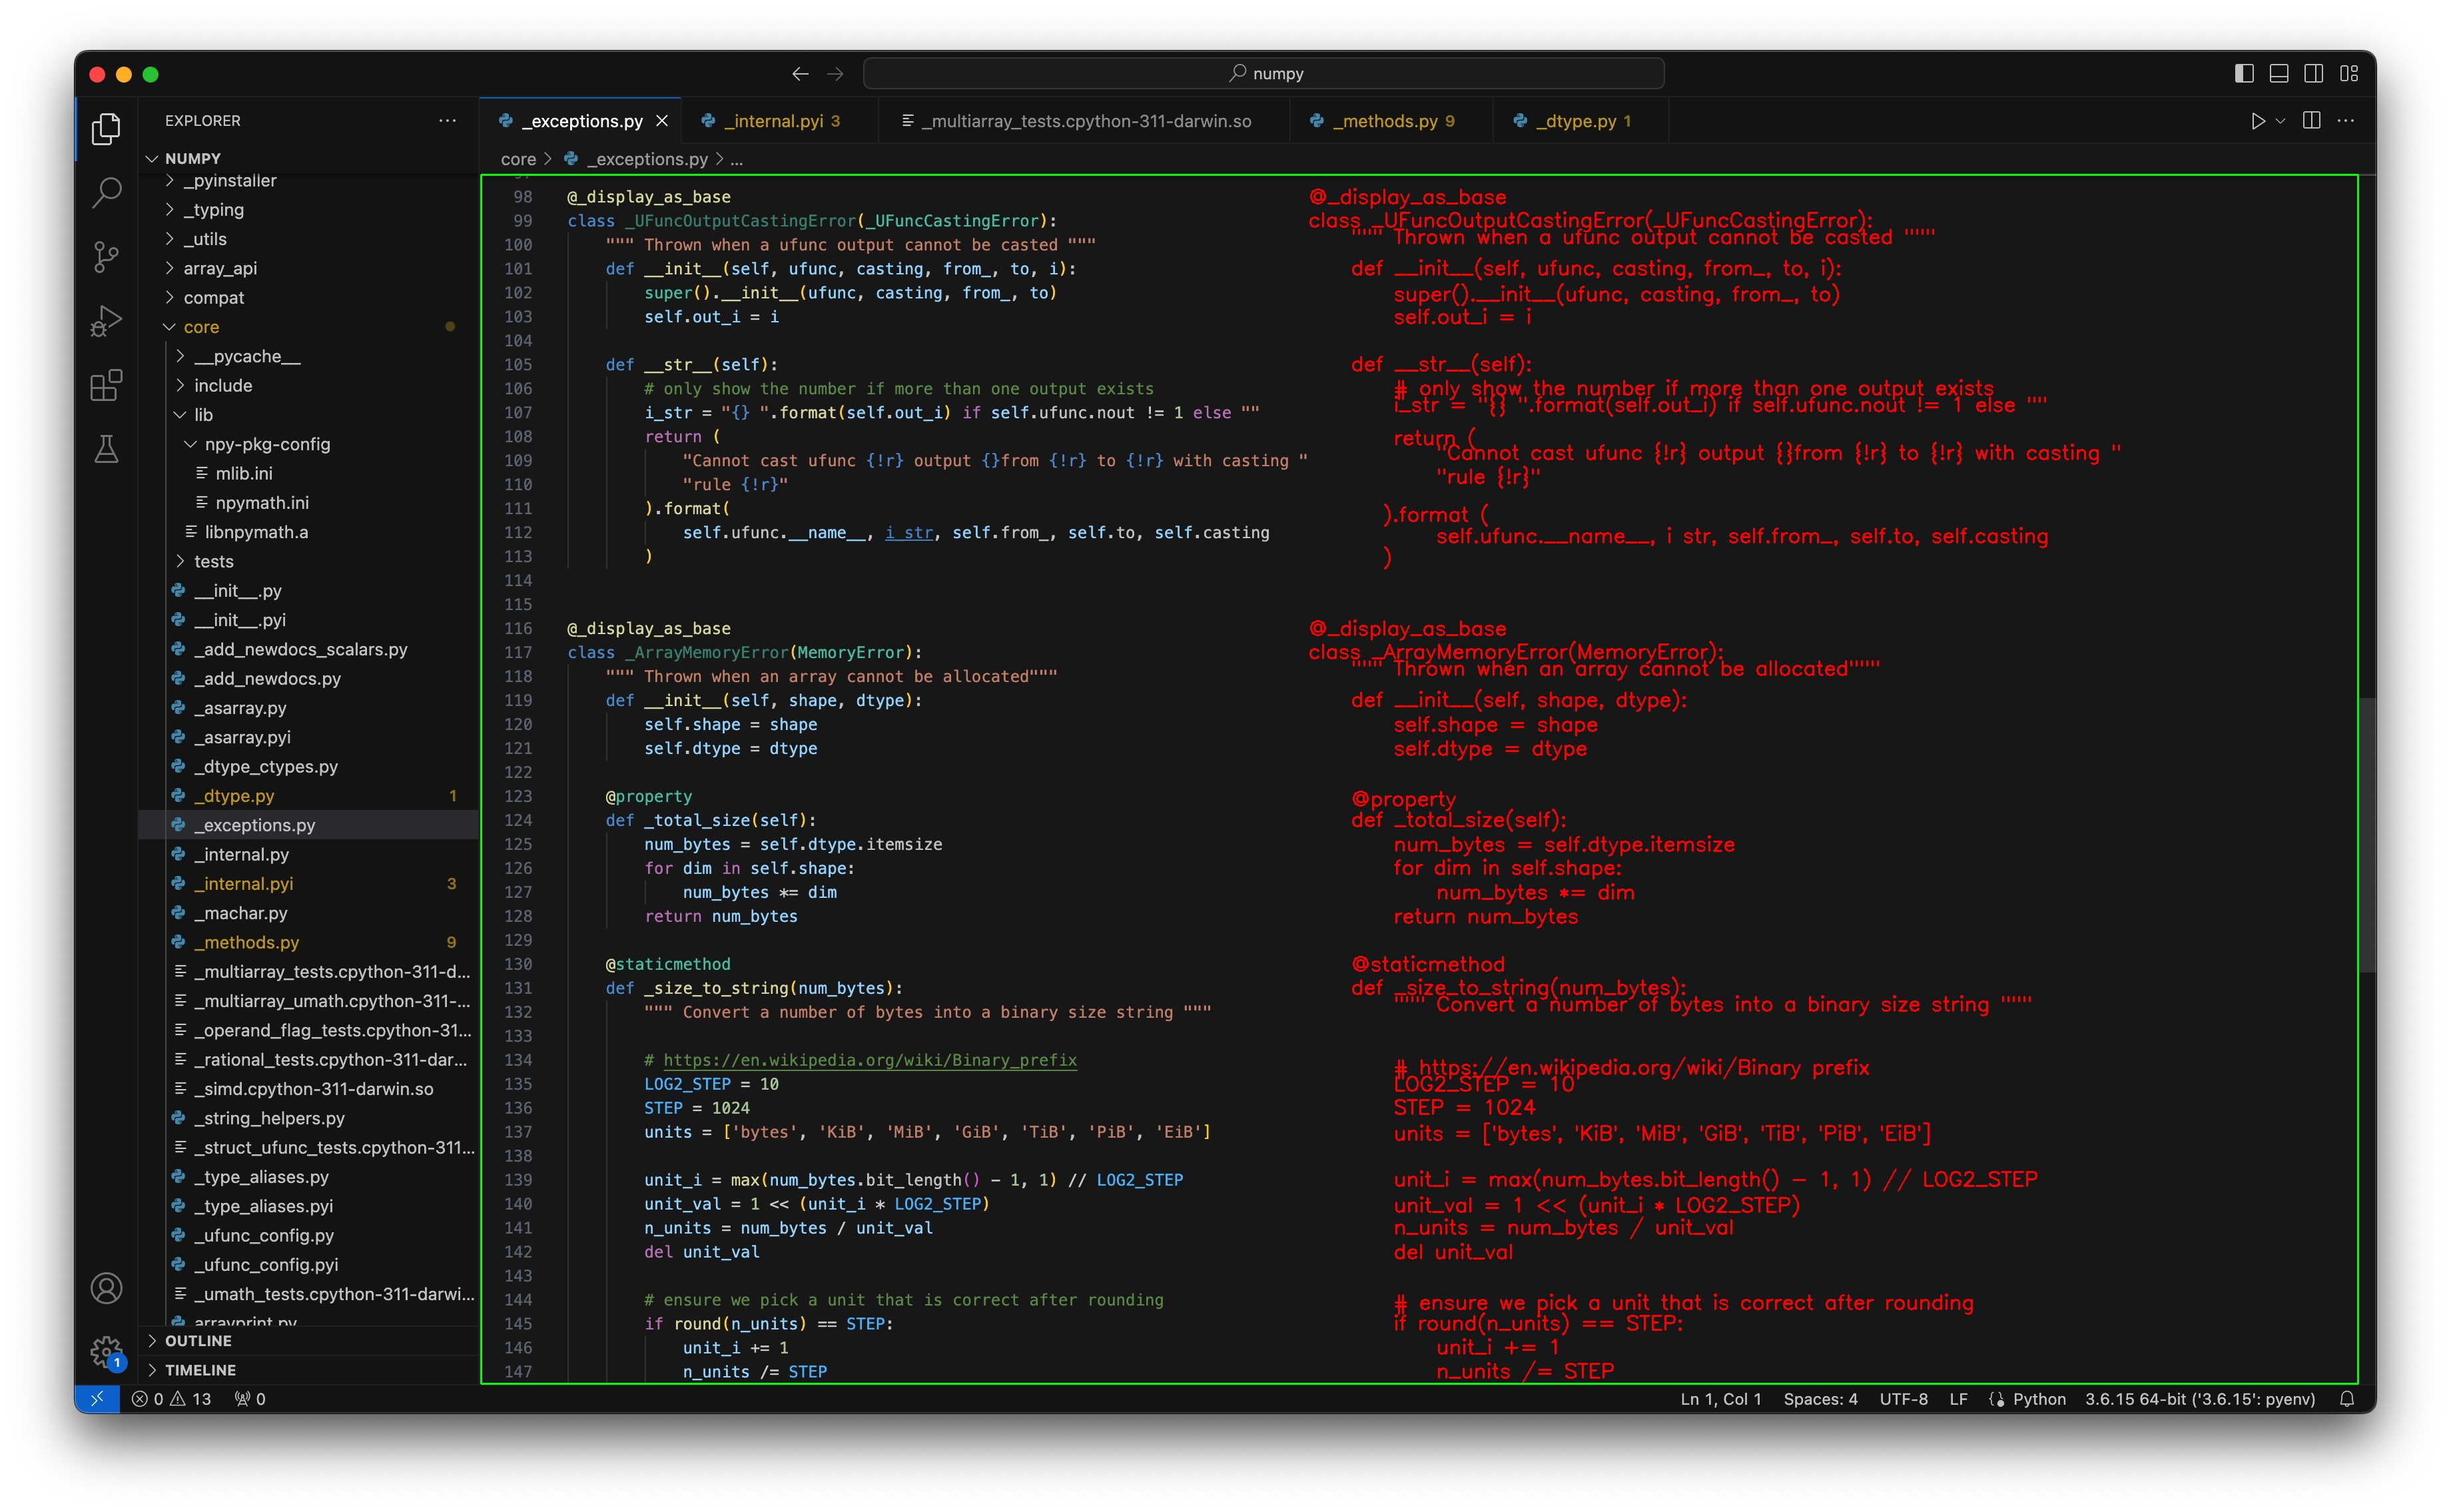 numpy
EXPLORER
NUMPY
_pyinstaller
_typing
_utils
array_api
compat
core
__pycache__
include
lib
npy-pkg-config
mlib.ini
npymath.ini
libnpymath.a
tests
__init__.py
__init__.pyi
_add_newdocs_scalars.py
_add_newdocs.py
_asarray.py
_asarray.pyi
_dtype_ctypes.py
_dtype.py 1
_exceptions.py
_internal.py
_internal.pyi 3
_machar.py
_methods.py 9
_multiarray_tests.cpython-311-d...
_multiarray_umath.cpython-311-...
_operand_flag_tests.cpython-31...
_rational_tests.cpython-311-dar...
_simd.cpython-311-darwin.so
_string_helpers.py
_struct_ufunc_tests.cpython-311...
_type_aliases.py
_type_aliases.pyi
_ufunc_config.py
_ufunc_config.pyi
_umath_tests.cpython-311-darwi...
arrayprint.py
OUTLINE
TIMELINE
1
_exceptions.py _internal.pyi 3 _multiarray_tests.cpython-311-darwin.so _methods.py 9 _dtype.py 1
core > _exceptions.py > ...
97
98 @_display_as_base
99 class _UFuncOutputCastingError(_UFuncCastingError):
100     """ Thrown when a ufunc output cannot be casted """
101     def __init__(self, ufunc, casting, from_, to, i):
102         super().__init__(ufunc, casting, from_, to)
103         self.out_i = i
104
105     def __str__(self):
106         # only show the number if more than one output exists
107         i_str = "{} ".format(self.out_i) if self.ufunc.nout != 1 else ""
108         return (
109             "Cannot cast ufunc {!r} output {}from {!r} to {!r} with casting "
110             "rule {!r}"
111         ).format(
112             self.ufunc.__name__, i_str, self.from_, self.to, self.casting
113         )
114
115
116 @_display_as_base
117 class _ArrayMemoryError(MemoryError):
118     """ Thrown when an array cannot be allocated"""
119     def __init__(self, shape, dtype):
120         self.shape = shape
121         self.dtype = dtype
122
123     @property
124     def _total_size(self):
125         num_bytes = self.dtype.itemsize
126         for dim in self.shape:
127             num_bytes *= dim
128         return num_bytes
129
130     @staticmethod
131     def _size_to_string(num_bytes):
132         """ Convert a number of bytes into a binary size string """
133
134         # https://en.wikipedia.org/wiki/Binary_prefix
135         LOG2_STEP = 10
136         STEP = 1024
137         units = ['bytes', 'KiB', 'MiB', 'GiB', 'TiB', 'PiB', 'EiB']
138
139         unit_i = max(num_bytes.bit_length() - 1, 1) // LOG2_STEP
140         unit_val = 1 << (unit_i * LOG2_STEP)
141         n_units = num_bytes / unit_val
142         del unit_val
143
144         # ensure we pick a unit that is correct after rounding
145         if round(n_units) == STEP:
146             unit_i += 1
147             n_units /= STEP
@_display_as_base
class _UFuncOutputCastingError(_UFuncCastingError):
    """ Thrown when a ufunc output cannot be casted """
    def __init__(self, ufunc, casting, from_, to, i):
        super().__init__(ufunc, casting, from_, to)
        self.out_i = i
    def __str__(self):
        # only show the number if more than one output exists
        i_str = "{} ".format(self.out_i) if self.ufunc.nout != 1 else ""
        return (
            "Cannot cast ufunc {!r} output {}from {!r} to {!r} with casting "
            "rule {!r}"
       ).format (
            self.ufunc.__name__, i str, self.from_, self.to, self.casting
       )
@_display_as_base
class _ArrayMemoryError(MemoryError):
    """ Thrown when an array cannot be allocated"""
    def __init__(self, shape, dtype):
        self.shape = shape
        self.dtype = dtype
    @property
    def _total_size(self):
        num_bytes = self.dtype.itemsize
        for dim in self.shape:
            num_bytes *= dim
        return num_bytes
    @staticmethod
    def _size_to_string(num_bytes):
        """ Convert a number of bytes into a binary size string """
        # https://en.wikipedia.org/wiki/Binary prefix
        LOG2_STEP = 10
        STEP = 1024
        units = ['bytes', 'KiB', 'MiB', 'GiB', 'TiB', 'PiB', 'EiB']
        unit_i = max(num_bytes.bit_length() - 1, 1) // LOG2_STEP
        unit_val = 1 << (unit_i * LOG2_STEP)
        n_units = num_bytes / unit_val
        del unit_val
        # ensure we pick a unit that is correct after rounding
        if round(n_units) == STEP:
            unit_i += 1
            n_units /= STEP
0 13 0 Ln 1, Col 1 Spaces: 4 UTF-8 LF Python 3.6.15 64-bit ('3.6.15': pyenv)